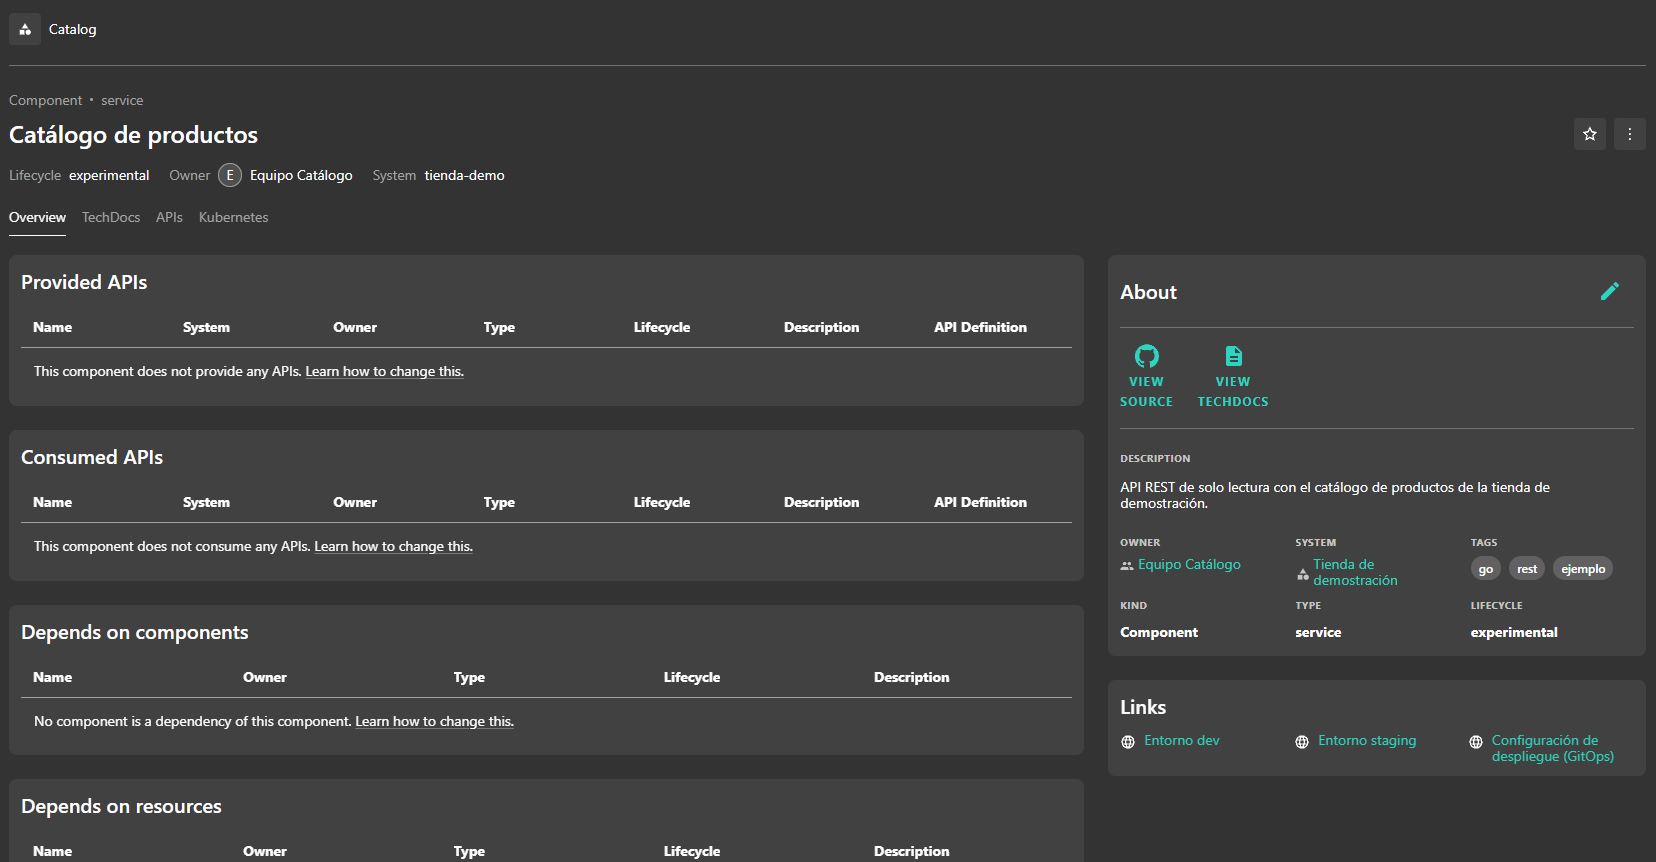 Catalog
Component • service
Catálogo de productos
Lifecycle experimental Owner E Equipo Catálogo System tienda-demo
Overview TechDocs APIs Kubernetes
Provided APIs
Name System Owner Type Lifecycle Description API Definition
This component does not provide any APIs. Learn how to change this.
Consumed APIs
Name System Owner Type Lifecycle Description API Definition
This component does not consume any APIs. Learn how to change this.
Depends on components
Name Owner Type Lifecycle Description
No component is a dependency of this component. Learn how to change this.
Depends on resources
Name Owner Type Lifecycle Description
About
VIEW
SOURCE
VIEW
TECHDOCS
DESCRIPTION
API REST de solo lectura con el catálogo de productos de la tienda de
demostración.
OWNER
Equipo Catálogo
SYSTEM
Tienda de
demostración
TAGS
go rest ejemplo
KIND
Component
TYPE
service
LIFECYCLE
experimental
Links
Entorno dev
Entorno staging
Configuración de
despliegue (GitOps)